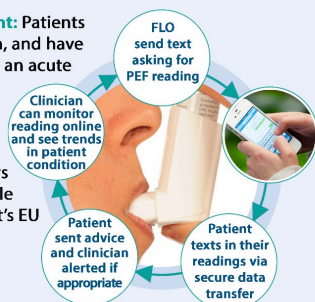 nt: Patients
, and have
an acute
s
le
t's EU
FLO
send text
asking for
PEF reading
Patient
texts in their
readings via
secure data
transfer
Patient
sent advice
and clinician
alerted if
appropriate
Clinician
can monitor
reading online
and see trends
in patient
condition